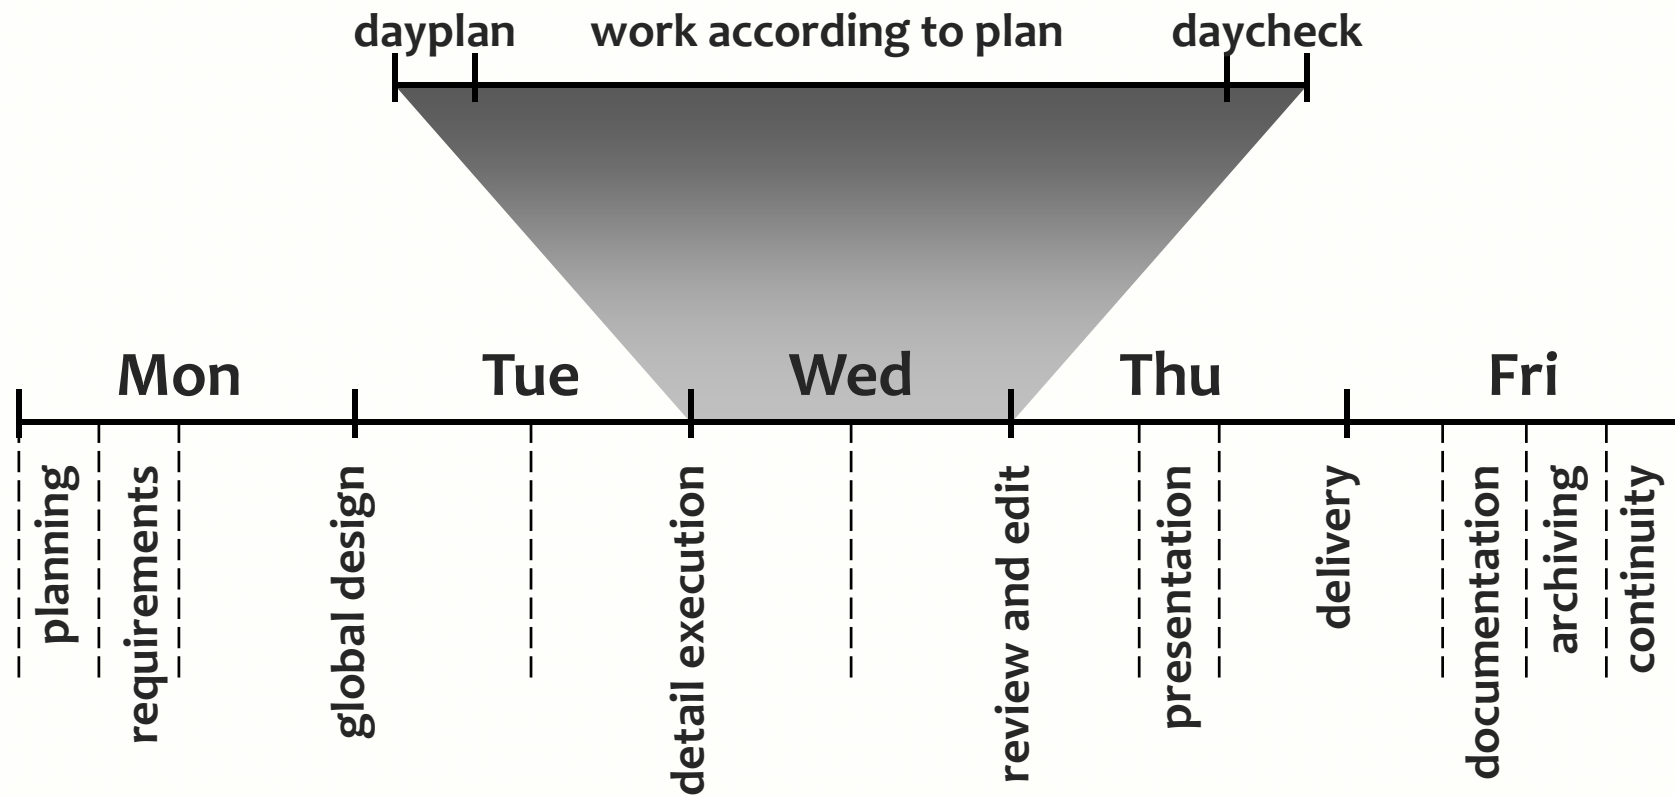 dayplan
work according to plan
daycheck
Mon
Tue
Wed
Thu
Fri
planning
requirements
global design
detail execution
review and edit
presentation
delivery
documentation
archiving
continuity